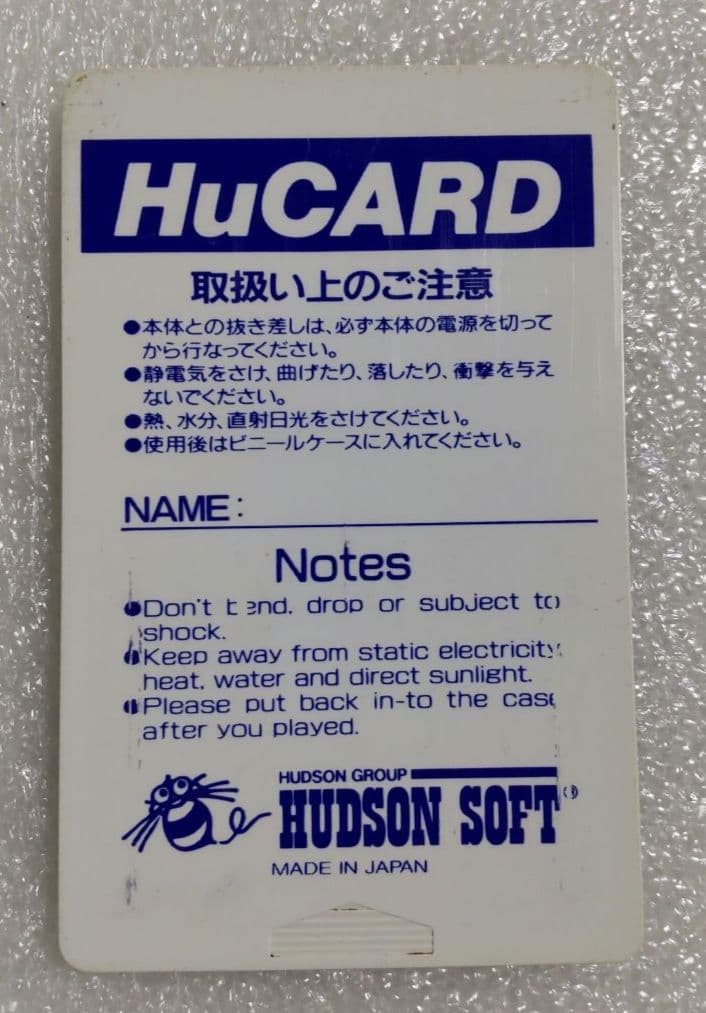 HuCARD
取扱い上のご注意
●本体との抜き差しは、必ず本体の電源を切って
から行なってください。
●静電気をさけ、曲げたり、落したり、衝撃を与え
ないでください。
●熱、水分、直射日光をさけてください。
●使用後はビニールケースに入れてください。
NAME:
Notes
●Don't bend. drop or subject to
shock.
●Keep away from static electricity,
heat, water and direct sunlight.
●Please put back in-to the case
after you played.
HUDSON GROUP
HUDSON SOFT®
MADE IN JAPAN